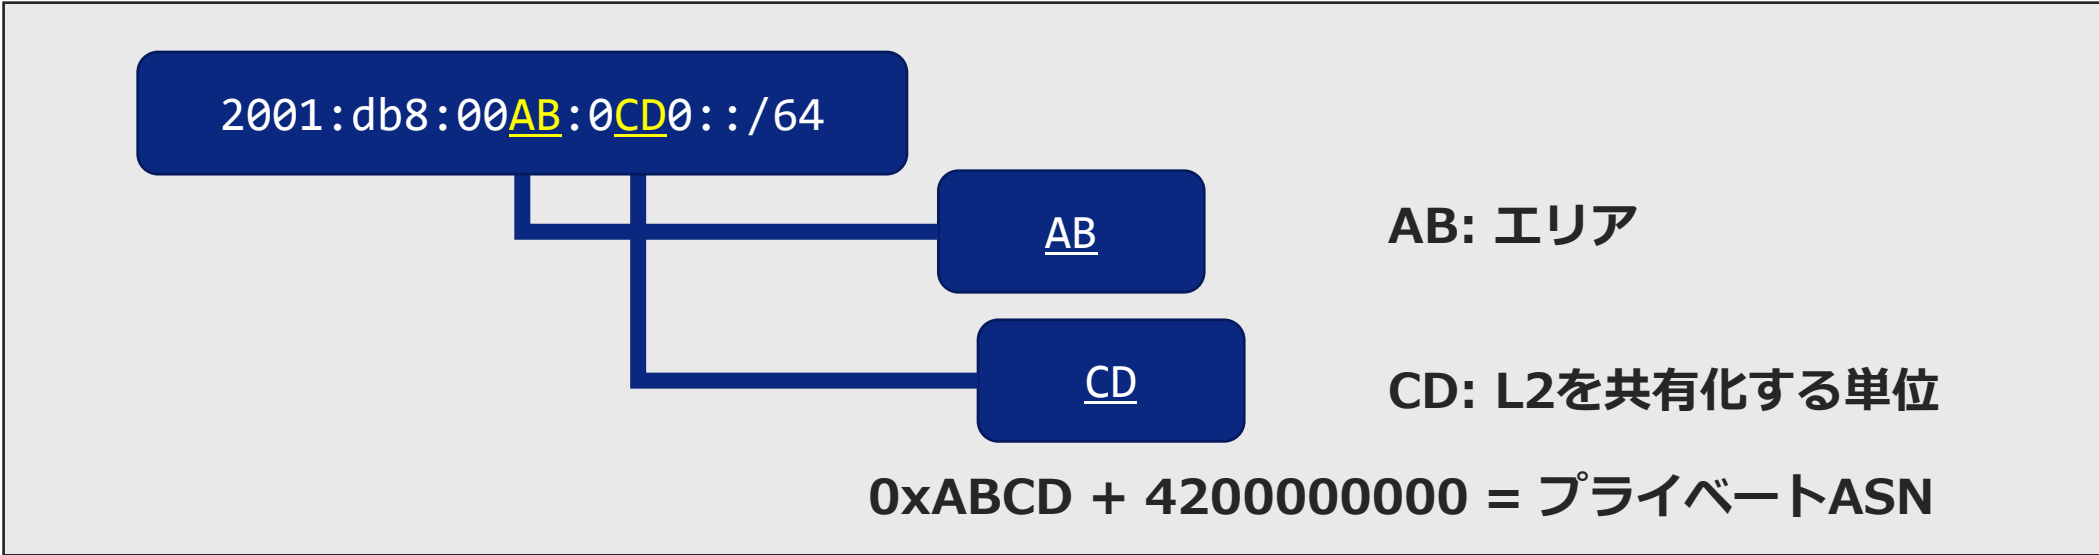 2001:db8:00AB:0CD0::/64
AB
AB: エリア
CD
CD: L2を共有化する単位
0xABCD + 4200000000 = プライベートASN